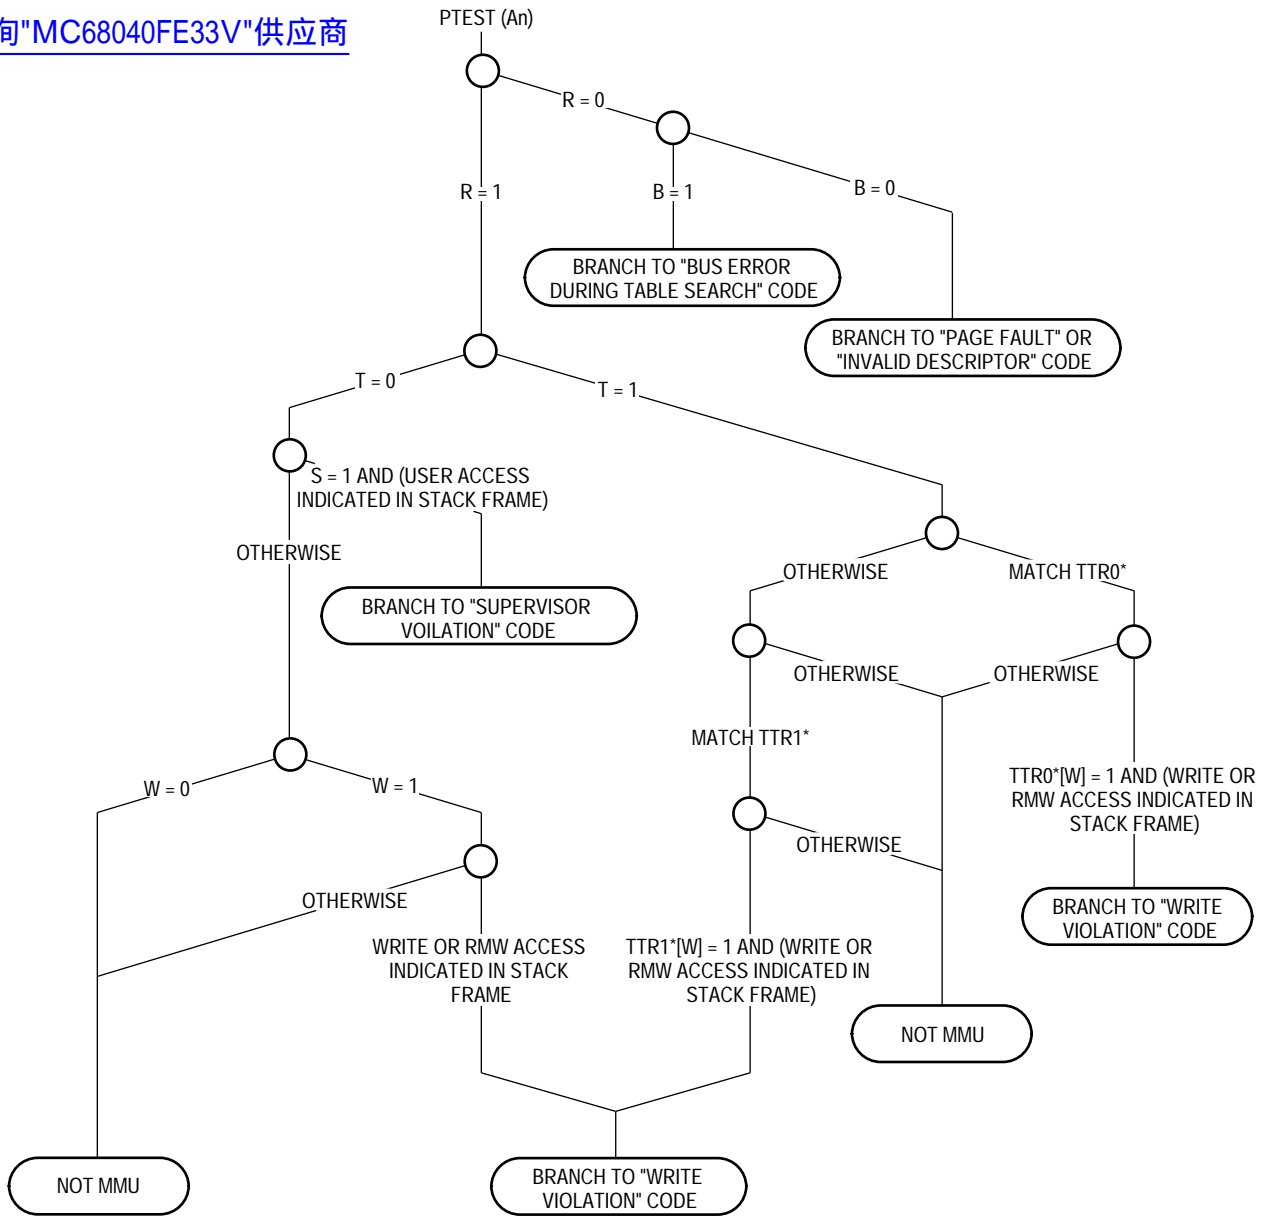 询"MC68040FE33V"供应商
PTEST (An)
R = 0
R = 1
B = 1
B = 0
BRANCH TO "BUS ERROR
DURING TABLE SEARCH" CODE
BRANCH TO "PAGE FAULT" OR
"INVALID DESCRIPTOR" CODE
T = 0
T = 1
S = 1 AND (USER ACCESS
INDICATED IN STACK FRAME)
OTHERWISE
OTHERWISE
MATCH TTR0*
BRANCH TO "SUPERVISOR
VOILATION" CODE
OTHERWISE
OTHERWISE
MATCH TTR1*
W = 0
W = 1
TTR0*[W] = 1 AND (WRITE OR
RMW ACCESS INDICATED IN
STACK FRAME)
OTHERWISE
OTHERWISE
BRANCH TO "WRITE
VIOLATION" CODE
WRITE OR RMW ACCESS
INDICATED IN STACK
FRAME
TTR1*[W] = 1 AND (WRITE OR
RMW ACCESS INDICATED IN
STACK FRAME)
NOT MMU
NOT MMU
BRANCH TO "WRITE
VIOLATION" CODE